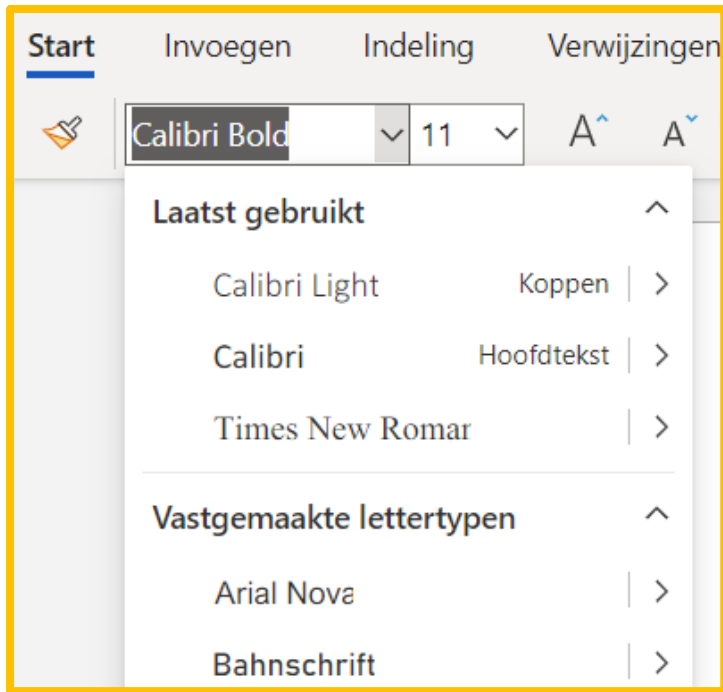 Start Invoegen Indeling Verwijzingen
Calibri Bold 11 A A
Laatst gebruikt
Calibri Light Koppen
Calibri Hoofdtekst
Times New Romar
Vastgemaakte lettertypen
Arial Nova
Bahnschrift